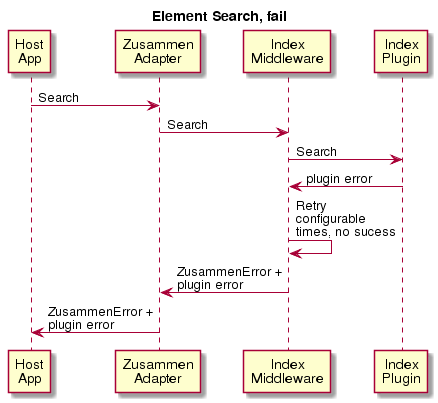 Element Search, fail
Host
App
Zusammen
Adapter
Index
Middleware
Index
Plugin
Search
Search
Search
plugin error
Retry
configurable
times, no sucess
ZusammenError +
plugin error
ZusammenError +
plugin error
Host
App
Zusammen
Adapter
Index
Middleware
Index
Plugin